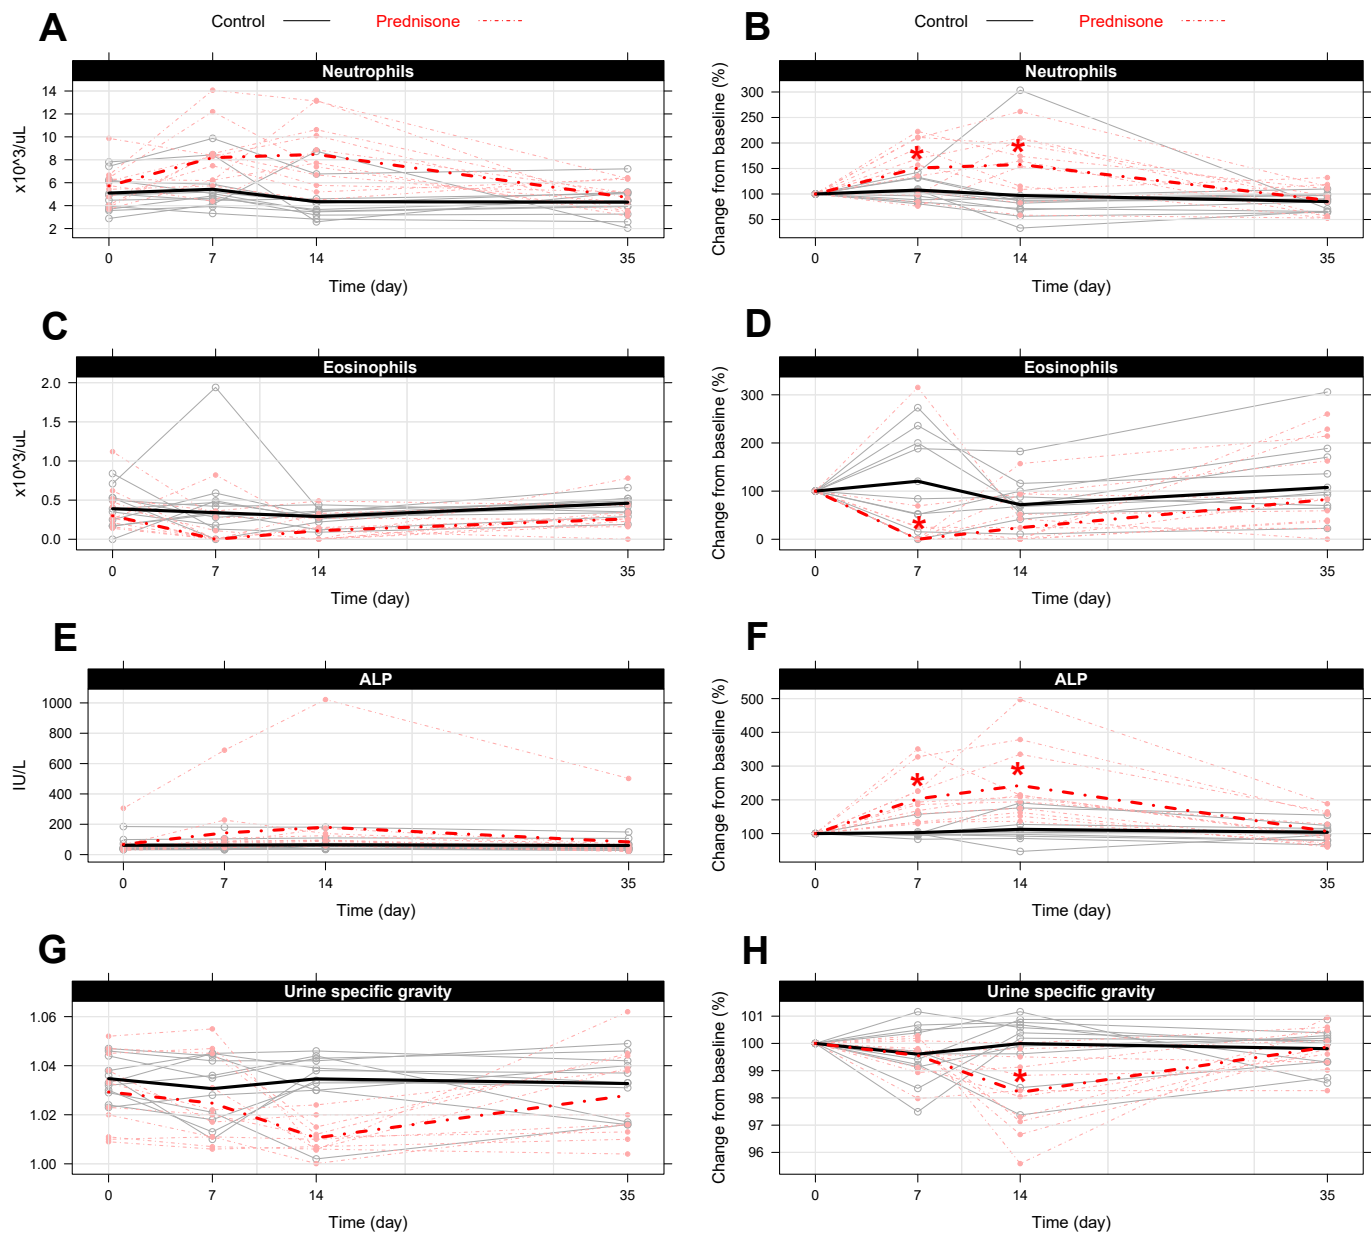 A Control Prednisone B Control Prednisone
Neutrophils Neutrophils
x10^3/uL
14
12
10
8
6
4
2
0 7 14 35
Time (day)
Change from baseline (%)
300
250
200
150
100
50
* *
0 7 14 35
Time (day)
C D
Eosinophils Eosinophils
x10^3/uL
2.0
1.5
1.0
0.5
0.0
0 7 14 35
Time (day)
Change from baseline (%)
300
200
100
0
*
0 7 14 35
Time (day)
E F
ALP ALP
IU/L
1000
800
600
400
200
0
0 7 14 35
Time (day)
Change from baseline (%)
500
400
300
200
100
* *
0 7 14 35
Time (day)
G H
Urine specific gravity Urine specific gravity
1.06
1.04
1.02
1.00
0 7 14 35
Time (day)
Change from baseline (%)
101
100
99
98
97
96
*
0 7 14 35
Time (day)